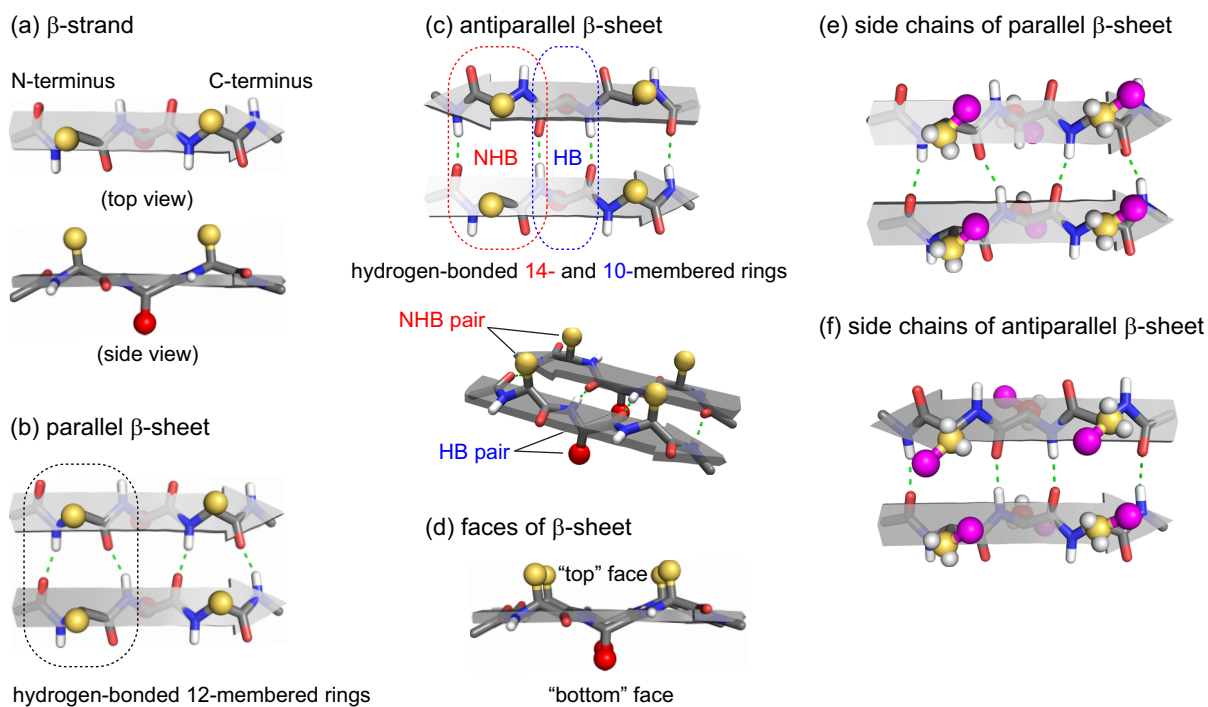 (a) β-strand
N-terminus
C-terminus
(top view)
(side view)
(b) parallel β-sheet
hydrogen-bonded 12-membered rings
(c) antiparallel β-sheet
NHB
HB
hydrogen-bonded 14- and 10-membered rings
NHB pair
HB pair
(d) faces of β-sheet
“top” face
“bottom” face
(e) side chains of parallel β-sheet
(f) side chains of antiparallel β-sheet